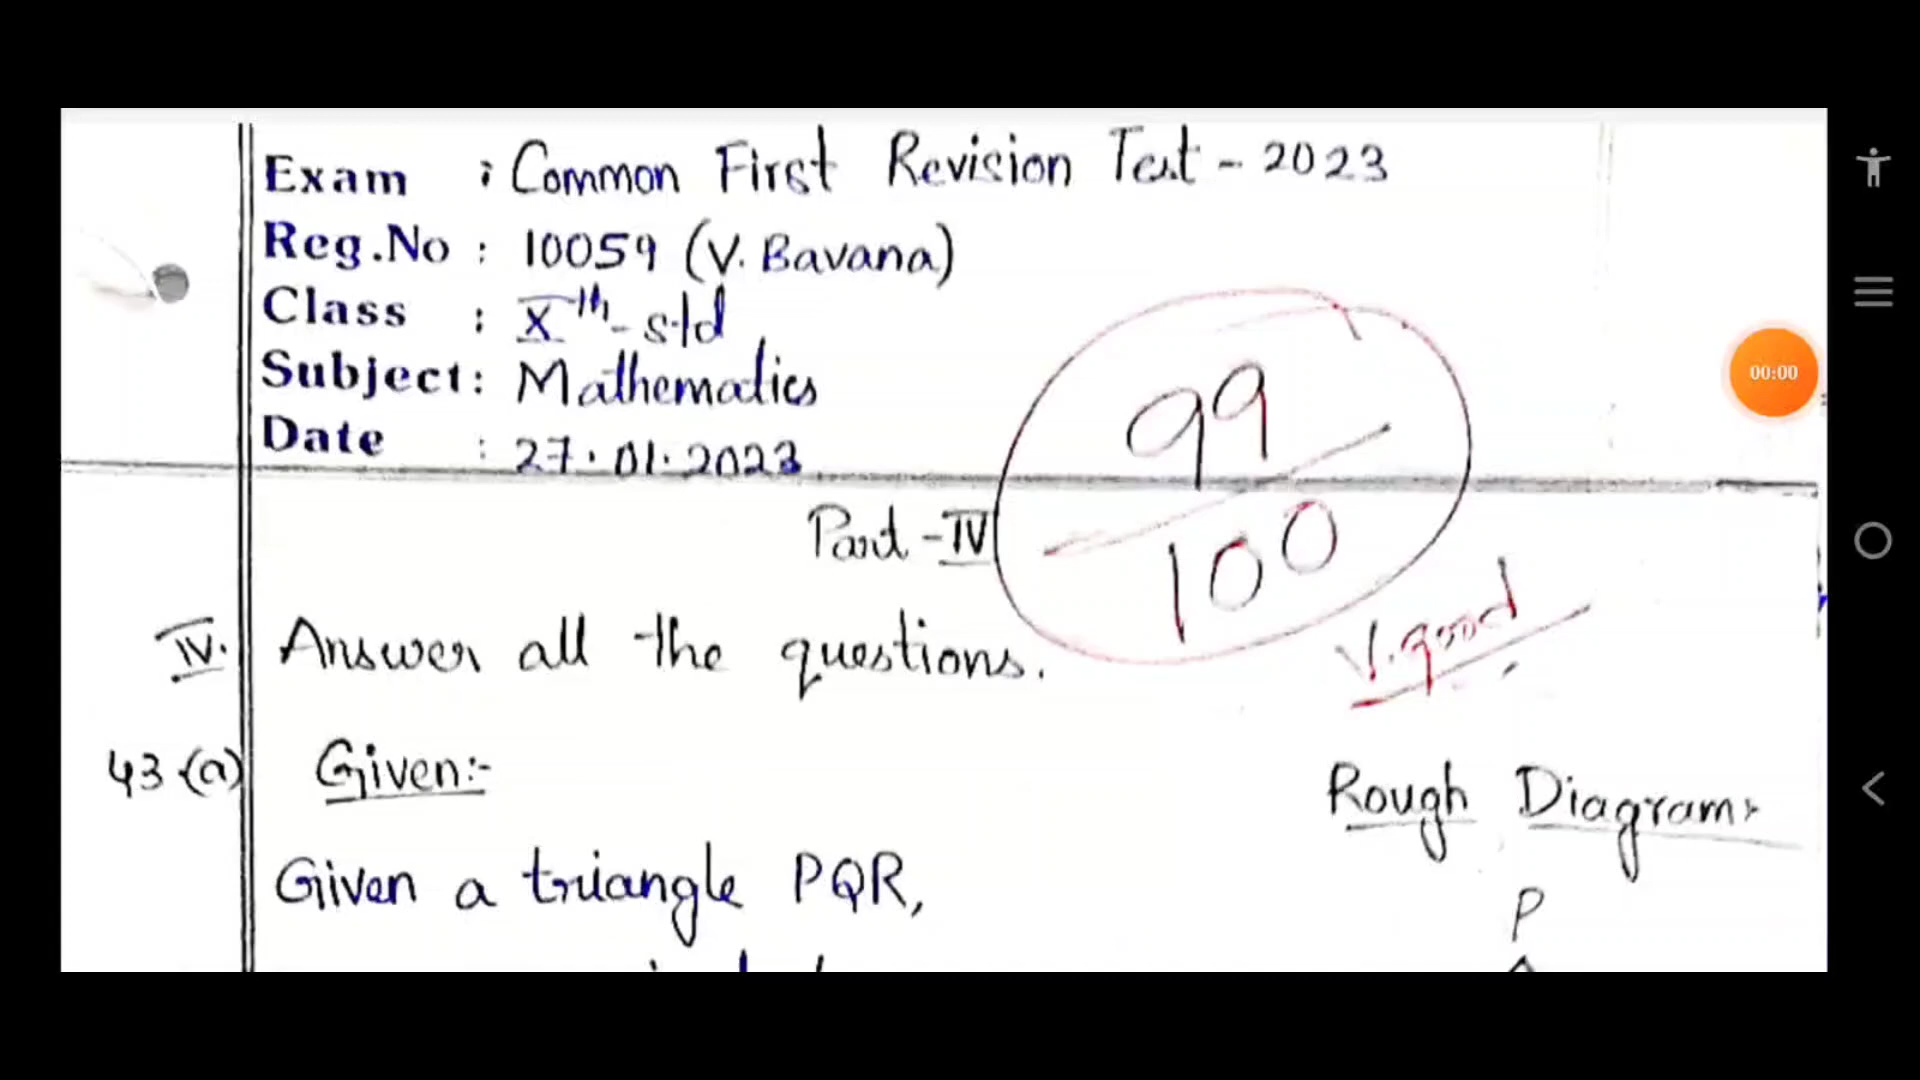 Exam : Common First Revision Test - 2023
Reg.No : 10059 (V. Bavana)
Class : Xth - std
Subject : Mathematics
Date : 27.01.2023
99
100
Part - IV
V. good
IV. Answer all the questions.
43 (a) Given:-
Rough Diagram:
Given a triangle PQR,
P
00:00